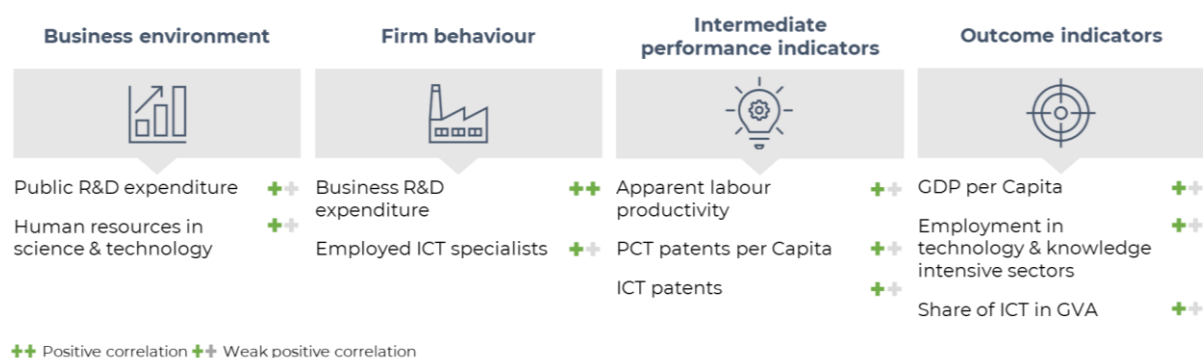 Business environment
Public R&D expenditure
Human resources in
science & technology
Firm behaviour
Business R&D
expenditure
Employed ICT specialists
Intermediate
performance indicators
Apparent labour
productivity
PCT patents per Capita
ICT patents
Outcome indicators
GDP per Capita
Employment in
technology & knowledge
intensive sectors
Share of ICT in GVA
++ Positive correlation ++ Weak positive correlation